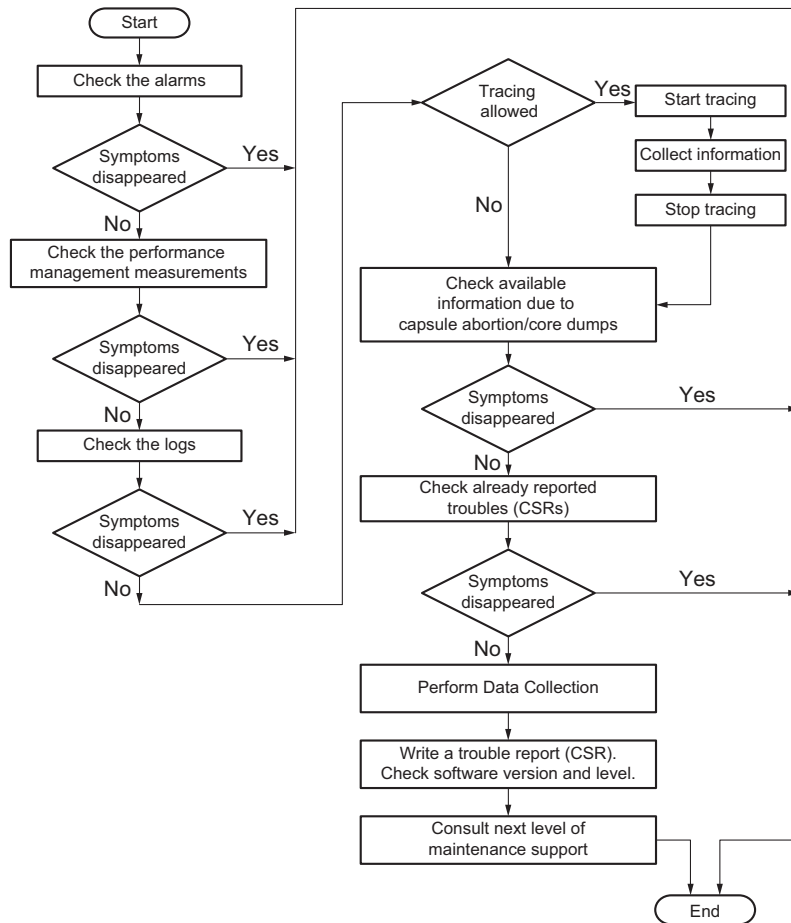 Start
Check the alarms
Symptoms
disappeared
Yes
No
Check the performance
management measurements
Symptoms
disappeared
Yes
No
Check the logs
Symptoms
disappeared
Yes
No
Tracing
allowed
Yes
Start tracing
Collect information
Stop tracing
No
Check available
information due to
capsule abortion/core dumps
Symptoms
disappeared
Yes
No
Check already reported
troubles (CSRs)
Symptoms
disappeared
Yes
No
Perform Data Collection
Write a trouble report (CSR).
Check software version and level.
Consult next level of
maintenance support
End